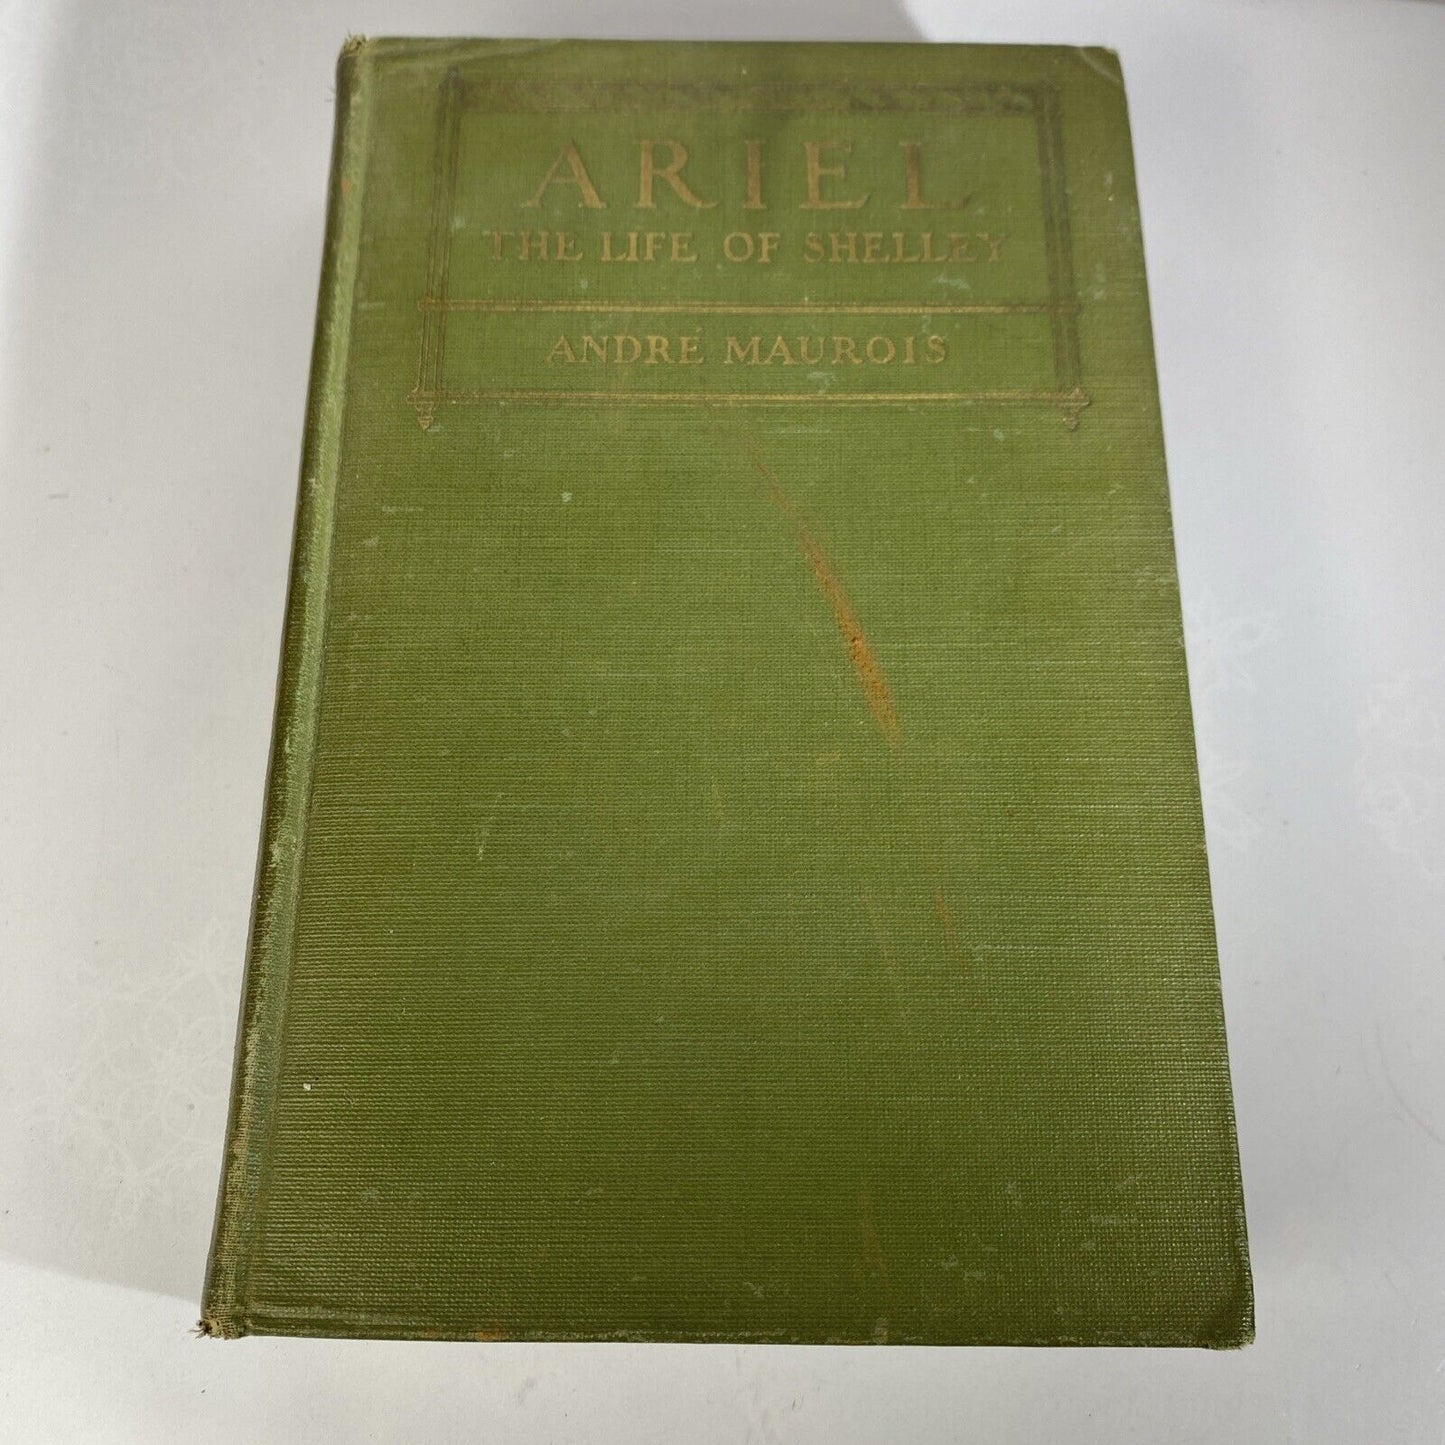 ARIEL
THE LIFE OF SHELLEY
ANDRÉ MAUROIS